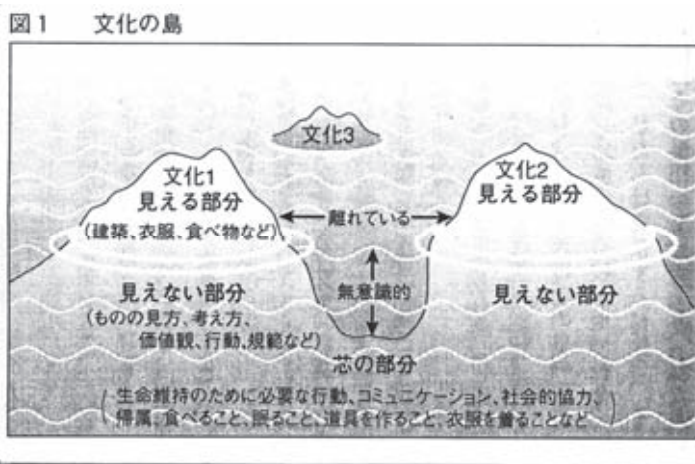 図1 文化の島
文化3
文化1
見える部分
(建築、衣服、食べ物など)
文化2
見える部分
離れている
見えない部分
(ものの見方、考え方、
価値観、行動、規範など)
無意識的
見えない部分
芯の部分
(生命維持のために必要な行動、コミュニケーション、社会的協力、
帰属、食べること、眠ること、道具を作ること、衣服を着ることなど)